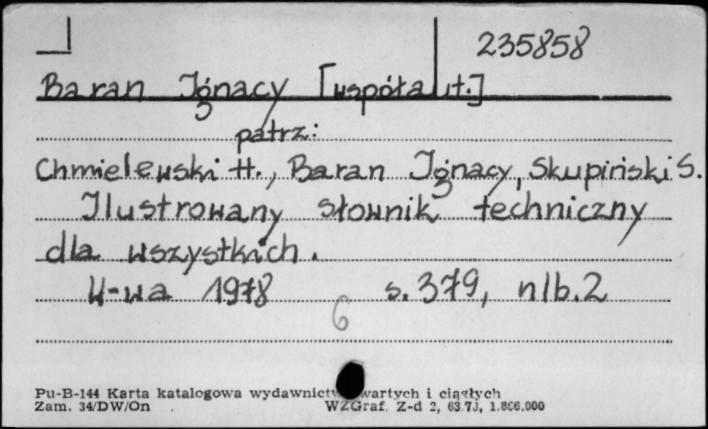 235858
Baran Ignacy [współaut.]
patrz:
Chmielewski H., Baran Ignacy, Skupiński S.
Ilustrowany słownik techniczny
dla wszystkich.
W-wa 1978 s. 379, nlb. 2
6
Pu-B-144 Karta katalogowa wydawnictw zwartych i ciągłych
Zam. 34/DW/On WZGraf. Z-d 2, 63.73, 1.866.000